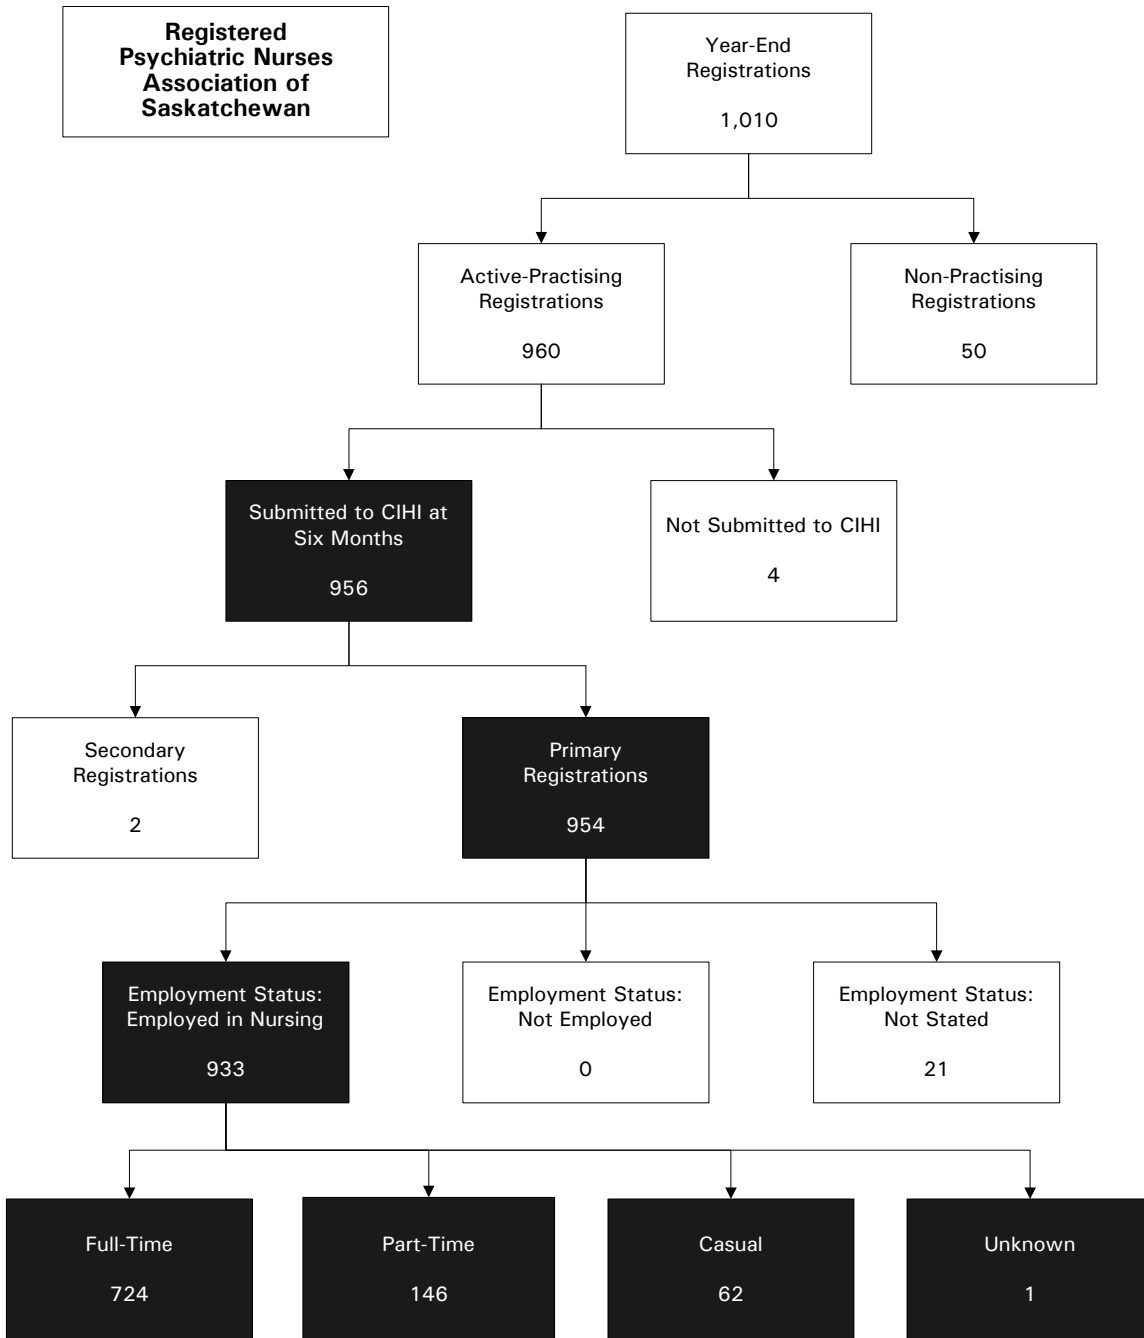 Registered
Psychiatric Nurses
Association of
Saskatchewan
Year-End
Registrations
1,010
Active-Practising
Registrations
960
Non-Practising
Registrations
50
Submitted to CIHI at
Six Months
956
Not Submitted to CIHI
4
Secondary
Registrations
2
Primary
Registrations
954
Employment Status:
Employed in Nursing
933
Employment Status:
Not Employed
0
Employment Status:
Not Stated
21
Full-Time
724
Part-Time
146
Casual
62
Unknown
1